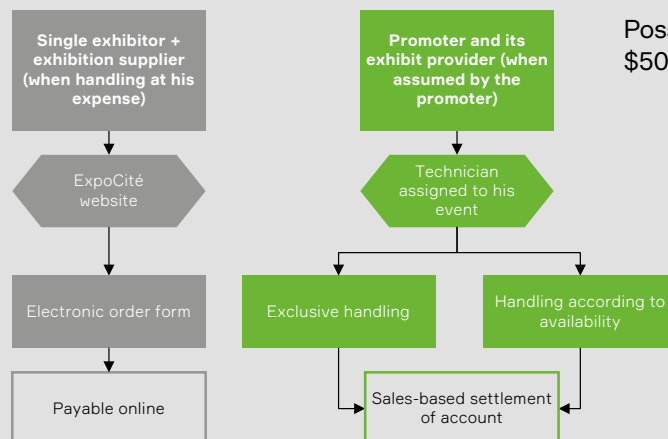 Single exhibitor +
exhibition supplier
(when handling at his
expense)
Promoter and its
exhibit provider (when
assumed by the
promoter)
ExpoCité
website
Technician
assigned to his
event
Electronic order form
Exclusive handling
Handling according to
availability
Payable online
Sales-based settlement
of account